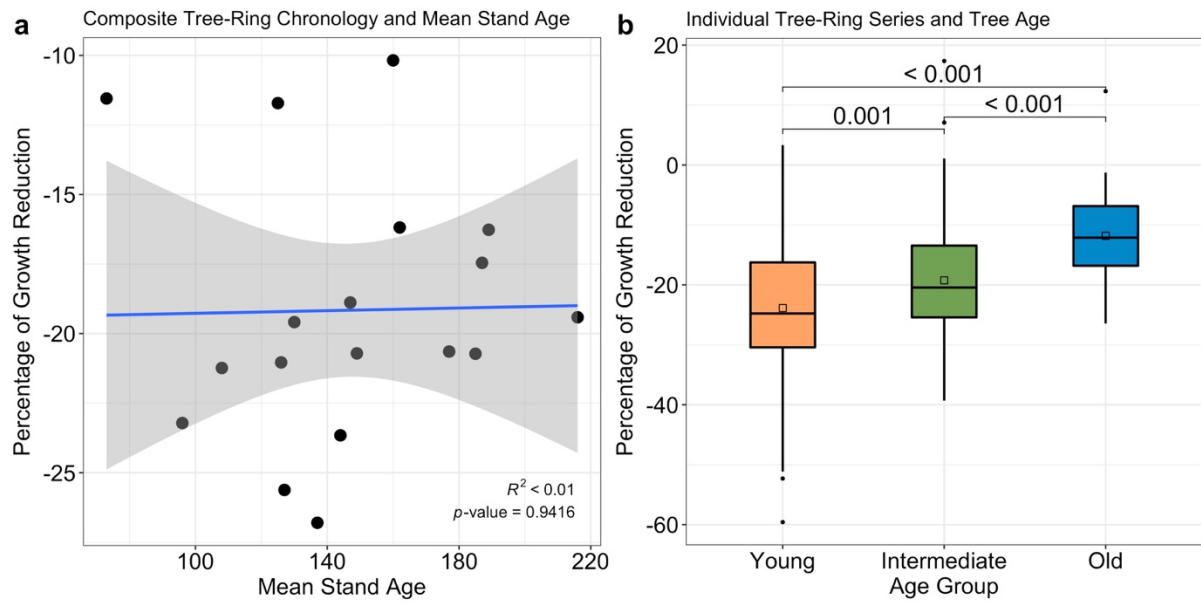 a
Composite Tree-Ring Chronology and Mean Stand Age
Percentage of Growth Reduction
-10
-15
-20
-25
R² < 0.01
p-value = 0.9416
100
140
180
220
Mean Stand Age
b
Individual Tree-Ring Series and Tree Age
Percentage of Growth Reduction
20
0
-20
-40
-60
< 0.001
0.001
< 0.001
Young
Intermediate
Old
Age Group